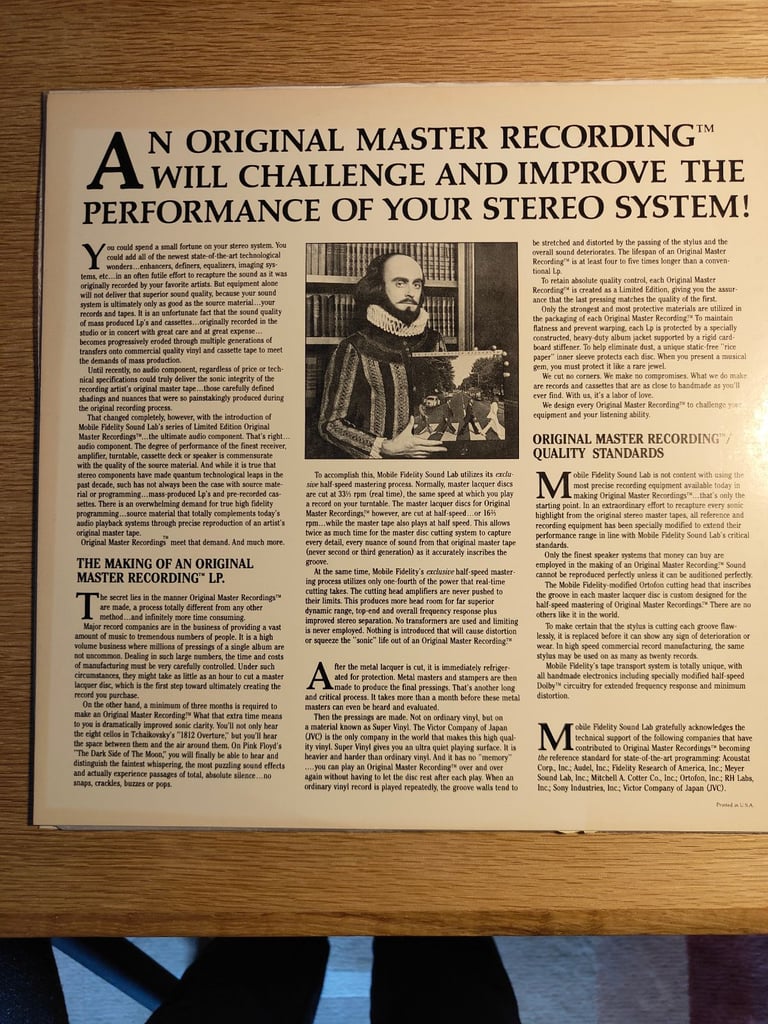 AN ORIGINAL MASTER RECORDING™
WILL CHALLENGE AND IMPROVE THE
PERFORMANCE OF YOUR STEREO SYSTEM!
You could spend a small fortune on your stereo system. You
could add all of the newest state-of-the-art technological
wonders...enhancers, definers, equalizers, imaging sys-
tems, etc...in an often futile effort to recapture the sound as it was
originally recorded by your favorite artists. But equipment alone
will not deliver that superior sound quality, because your sound
system is ultimately only as good as the source material...your
records and tapes. It is an unfortunate fact that the sound quality
of mass produced Lp's and cassettes...originally recorded in the
studio or in concert with great care and at great expense...
becomes progressively eroded through multiple generations of
transfers onto commercial quality vinyl and cassette tape to meet
the demands of mass production.
Until recently, no audio component, regardless of price or tech-
nical specifications could truly deliver the sonic integrity of the
recording artist's original master tape...those carefully defined
shadings and nuances that were so painstakingly produced during
the original recording process.
That changed completely, however, with the introduction of
Mobile Fidelity Sound Lab's series of Limited Edition Original
Master Recordings™...the ultimate audio component. That's right...
audio component. The degree of performance of the finest receiver,
amplifier, turntable, cassette deck or speaker is commensurate
with the quality of the source material. And while it is true that
stereo components have made quantum technological leaps in the
past decade, such has not always been the case with source mate-
rial or programming...mass-produced Lp's and pre-recorded cas-
settes. There is an overwhelming demand for true high fidelity
programming...source material that totally complements today's
audio playback systems through precise reproduction of an artist's
original master tape.
Original Master Recordings™ meet that demand. And much more.
THE MAKING OF AN ORIGINAL
MASTER RECORDING™ LP.
The secret lies in the manner Original Master Recordings™
are made, a process totally different from any other
method...and infinitely more time consuming.
Major record companies are in the business of providing a vast
amount of music to tremendous numbers of people. It is a high
volume business where millions of pressings of a single album are
not uncommon. Dealing in such large numbers, the time and costs
of manufacturing must be very carefully controlled. Under such
circumstances, they might take as little as an hour to cut a master
lacquer disc, which is the first step toward ultimately creating the
record you purchase.
On the other hand, a minimum of three months is required to
make an Original Master Recording.™ What that extra time means to
you is dramatically improved sonic clarity. You'll not only hear
the eight cellos in Tchaikovsky's "1812 Overture," but you'll hear
the space between them and the air around them. On Pink Floyd's
"The Dark Side of The Moon," you will finally be able to hear and
distinguish the faintest whispering, the most puzzling sound effects
and actually experience passages of total, absolute silence...no
snaps, crackles, buzzes or pops.
To accomplish this, Mobile Fidelity Sound Lab utilizes its exclu-
sive half-speed mastering process. Normally, master lacquer discs
are cut at 33⅓ rpm (real time), the same speed at which you play
a record on your turntable. The master lacquer discs for Original
Master Recordings™ however, are cut at half-speed...or 16⅔
rpm...while the master tape also plays at half speed. This allows
twice as much time for the master disc cutting system to capture
every detail, every nuance of sound from that original master tape
(never second or third generation) as it accurately inscribes the
groove.
At the same time, Mobile Fidelity's exclusive half-speed master-
ing process utilizes only one-fourth of the power that real-time
cutting takes. The cutting head amplifiers are never pushed to
their limits. This produces more head room for far superior
dynamic range, top-end and overall frequency response plus
improved stereo separation. No transformers are used and limiting
is never employed. Nothing is introduced that will cause distortion
or squeeze the "sonic" life out of an Original Master Recording.™
After the metal lacquer is cut, it is immediately refriger-
ated for protection. Metal masters and stampers are then
made to produce the final pressings. That's another long
and critical process. It takes more than a month before these metal
masters can even be heard and evaluated.
Then the pressings are made. Not on ordinary vinyl, but on
a material known as Super Vinyl. The Victor Company of Japan
(JVC) is the only company in the world that makes this high qual-
ity vinyl. Super Vinyl gives you an ultra quiet playing surface. It is
heavier and harder than ordinary vinyl. And it has no "memory"
....you can play an Original Master Recording™ over and over
again without having to let the disc rest after each play. When an
ordinary vinyl record is played repeatedly, the groove walls tend to
be stretched and distorted by the passing of the stylus and the
overall sound deteriorates. The lifespan of an Original Master
Recording™ is at least four to five times longer than a conven-
tional Lp.
To retain absolute quality control, each Original Master
Recording™ is created as a Limited Edition, giving you the assur-
ance that the last pressing matches the quality of the first.
Only the strongest and most protective materials are utilized in
the packaging of each Original Master Recording.™ To maintain
flatness and prevent warping, each Lp is protected by a specially
constructed, heavy-duty album jacket supported by a rigid card-
board stiffener. To help eliminate dust, a unique static-free "rice
paper" inner sleeve protects each disc. When you present a musical
gem, you must protect it like a rare jewel.
We cut no corners. We make no compromises. What we do make
are records and cassettes that are as close to handmade as you'll
ever find. With us, it's a labor of love.
We design every Original Master Recording™ to challenge your
equipment and your listening ability.
ORIGINAL MASTER RECORDING™/
QUALITY STANDARDS
Mobile Fidelity Sound Lab is not content with using the
most precise recording equipment available today in
making Original Master Recordings™...that's only the
starting point. In an extraordinary effort to recapture every sonic
highlight from the original stereo master tapes, all reference and
recording equipment has been specially modified to extend their
performance range in line with Mobile Fidelity Sound Lab's critical
standards.
Only the finest speaker systems that money can buy are
employed in the making of an Original Master Recording.™ Sound
cannot be reproduced perfectly unless it can be auditioned perfectly.
The Mobile Fidelity-modified Ortofon cutting head that inscribes
the groove in each master lacquer disc is custom designed for the
half-speed mastering of Original Master Recordings.™ There are no
others like it in the world.
To make certain that the stylus is cutting each groove flaw-
lessly, it is replaced before it can show any sign of deterioration or
wear. In high speed commercial record manufacturing, the same
stylus may be used on as many as twenty records.
Mobile Fidelity's tape transport system is totally unique, with
all handmade electronics including specially modified half-speed
Dolby™ circuitry for extended frequency response and minimum
distortion.
Mobile Fidelity Sound Lab gratefully acknowledges the
technical support of the following companies that have
contributed to Original Master Recordings™ becoming
the reference standard for state-of-the-art programming: Acoustat
Corp., Inc.; Audel, Inc.; Fidelity Research of America, Inc.; Meyer
Sound Lab, Inc.; Mitchell A. Cotter Co., Inc.; Ortofon, Inc.; RH Labs,
Inc.; Sony Industries, Inc.; Victor Company of Japan (JVC).
Printed in U.S.A.